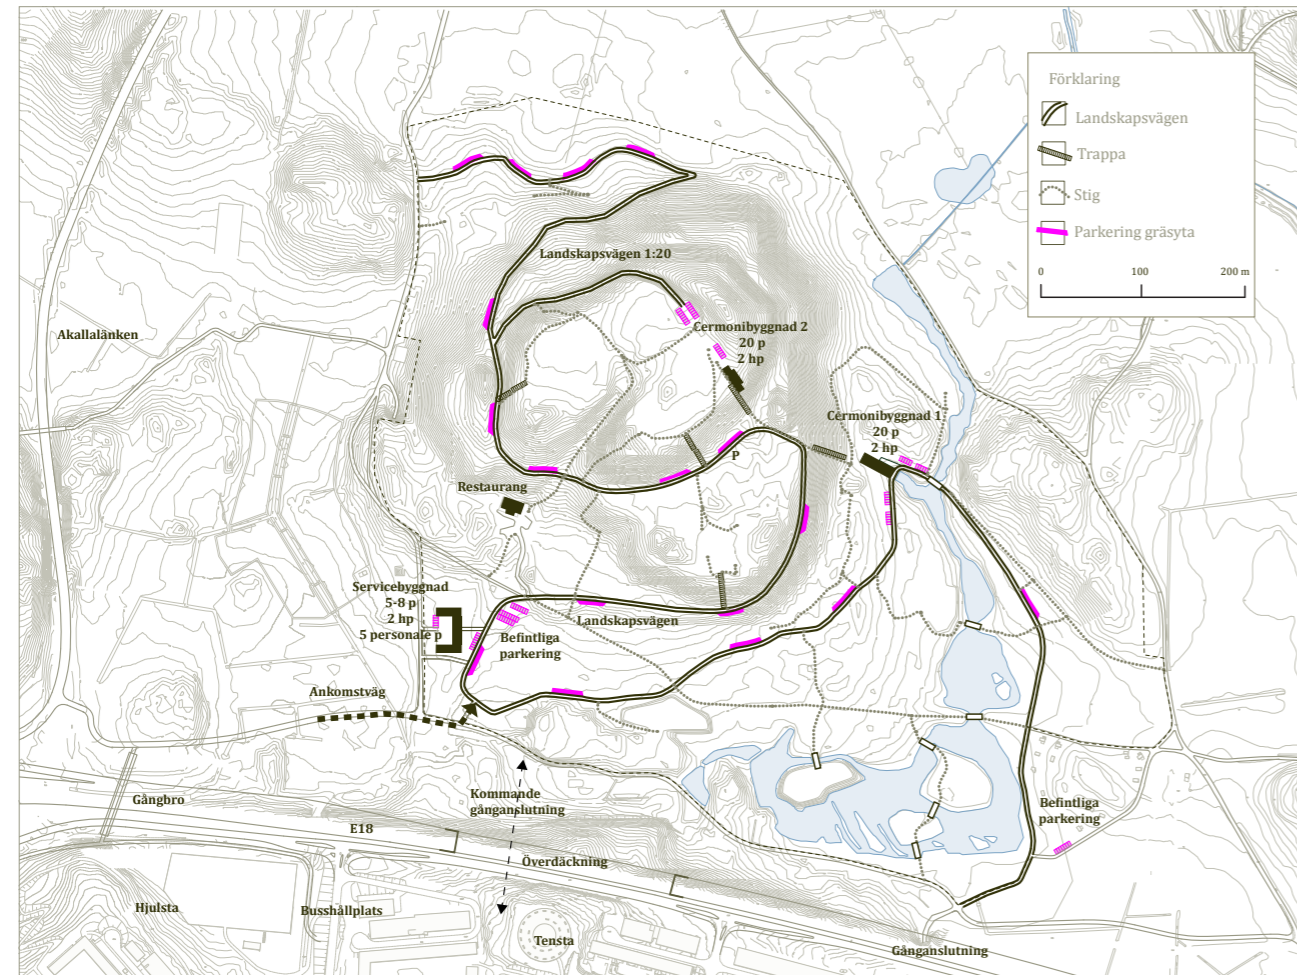 Förklaring
Landskapsvägen
Trappa
Stig
Parkering gräsyta
0 100 200 m
Landskapsvägen 1:20
Akallalänken
Cermonibyggnad 2
20 p
2 hp
Cermonibyggnad 1
20 p
2 hp
P
Restaurang
Servicebyggnad
5-8 p
2 hp
5 personale p
Landskapsvägen
Befintliga
parkering
Ankomstväg
Kommande
gånganslutning
Gångbro
E18
Befintliga
parkering
Överdäckning
Hjulsta
Busshållplats
Tensta
Gånganslutning